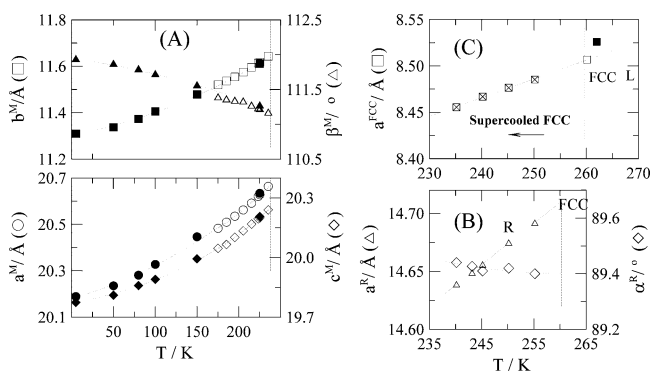 (A)
11.8
11.6
11.4
11.2
b^M/Å (□)
112.0
111.5
111.0
110.5
β^M/ ° (△)
20.7
20.5
20.3
20.1
a^M/ Å (○)
20.3
20.0
19.7
c^M/ Å (◇)
0 50 100 150 200
T / K
(C)
8.55
8.50
8.45
8.40
a^FCC/ Å (□)
FCC L
Supercooled FCC
230 240 250 260 270
(B)
14.70
14.65
14.60
a^R/ Å (△)
R
FCC
89.6
89.4
89.2
α^R/ ° (◇)
235 245 255 265
T / K